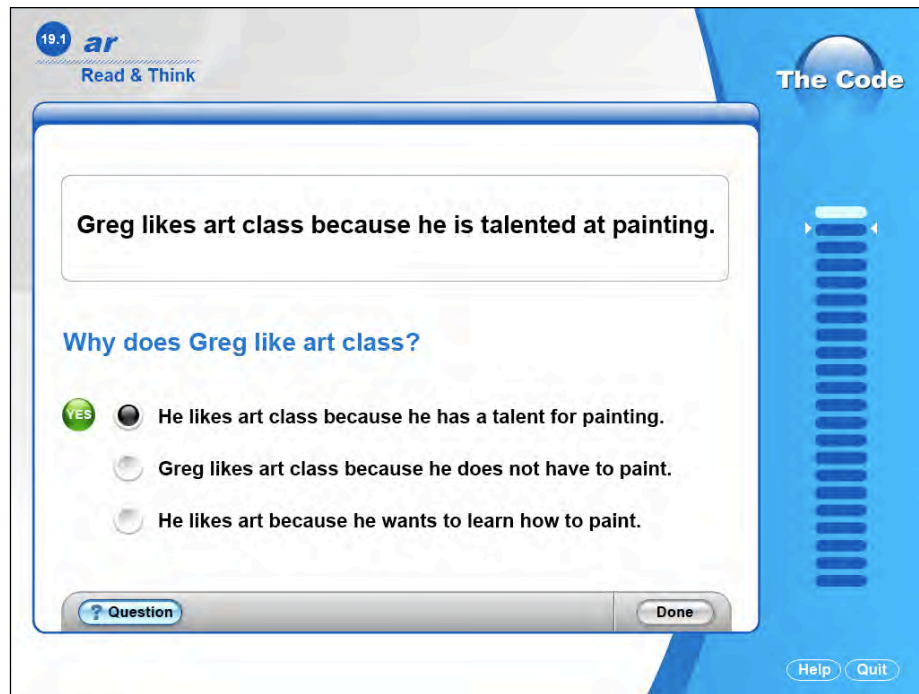 19.1 ar
Read & Think
The Code
Greg likes art class because he is talented at painting.
Why does Greg like art class?
YES He likes art class because he has a talent for painting.
Greg likes art class because he does not have to paint.
He likes art because he wants to learn how to paint.
? Question
Done
Help Quit